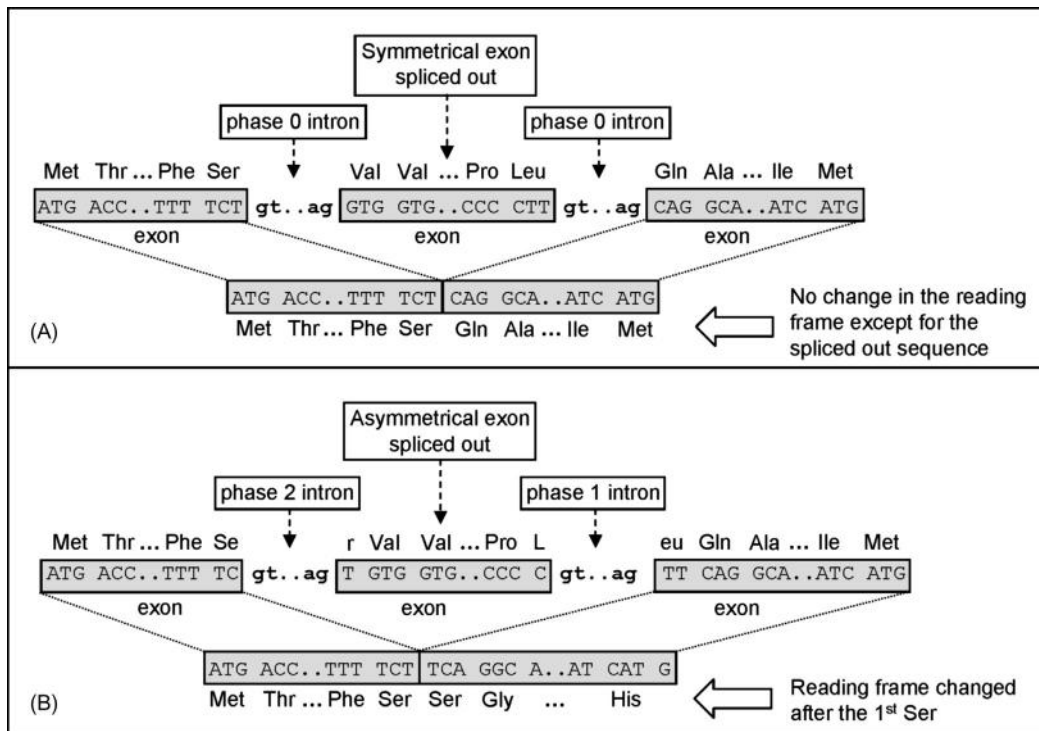 Symmetrical exon
spliced out
phase 0 intron
phase 0 intron
Met Thr ... Phe Ser
Val Val ... Pro Leu
Gln Ala ... Ile Met
ATG ACC..TTT TCT
gt..ag
GTG GTG..CCC CTT
gt..ag
CAG GCA..ATC ATG
exon
exon
exon
ATG ACC..TTT TCT
CAG GCA..ATC ATG
Met Thr ... Phe Ser
Gln Ala ... Ile Met
No change in the reading
frame except for the
spliced out sequence
(A)
Asymmetrical exon
spliced out
phase 2 intron
phase 1 intron
Met Thr ... Phe Se
r Val Val ... Pro L
eu Gln Ala ... Ile Met
ATG ACC..TTT TC
gt..ag
T GTG GTG..CCC C
gt..ag
TT CAG GCA..ATC ATG
exon
exon
exon
ATG ACC..TTT TCT
TCA GGC A..AT CAT G
Met Thr ... Phe Ser
Ser Gly ... His
Reading frame changed
after the 1st Ser
(B)